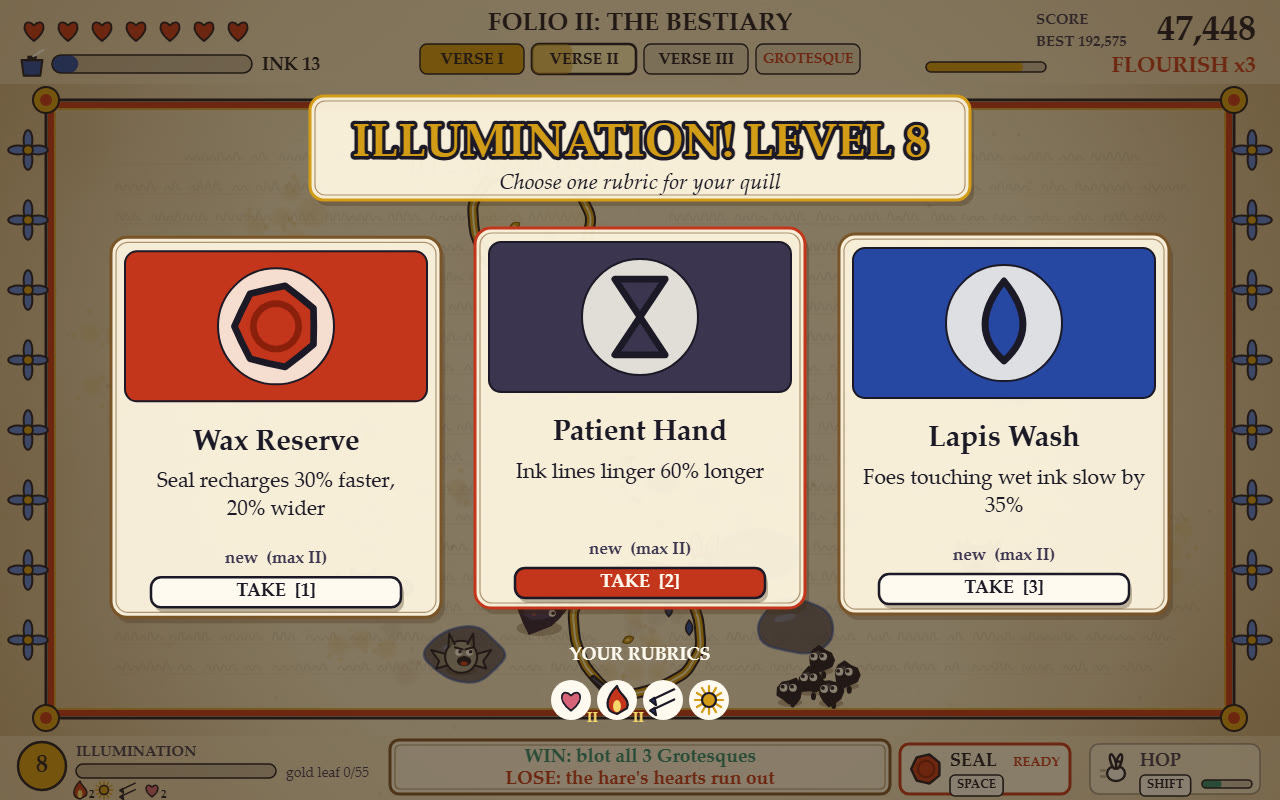 FOLIO II: THE BESTIARY
SCORE
BEST 192,575
47,448
INK 13
VERSE I
VERSE II
VERSE III
GROTESQUE
FLOURISH x3
ILLUMINATION! LEVEL 8
Choose one rubric for your quill
Wax Reserve
Seal recharges 30% faster,
20% wider
new (max II)
TAKE [1]
Patient Hand
Ink lines linger 60% longer
new (max II)
TAKE [2]
Lapis Wash
Foes touching wet ink slow by
35%
new (max II)
TAKE [3]
YOUR RUBRICS
II
II
8
ILLUMINATION
gold leaf 0/55
2
2
WIN: blot all 3 Grotesques
LOSE: the hare's hearts run out
SEAL
READY
SPACE
HOP
SHIFT